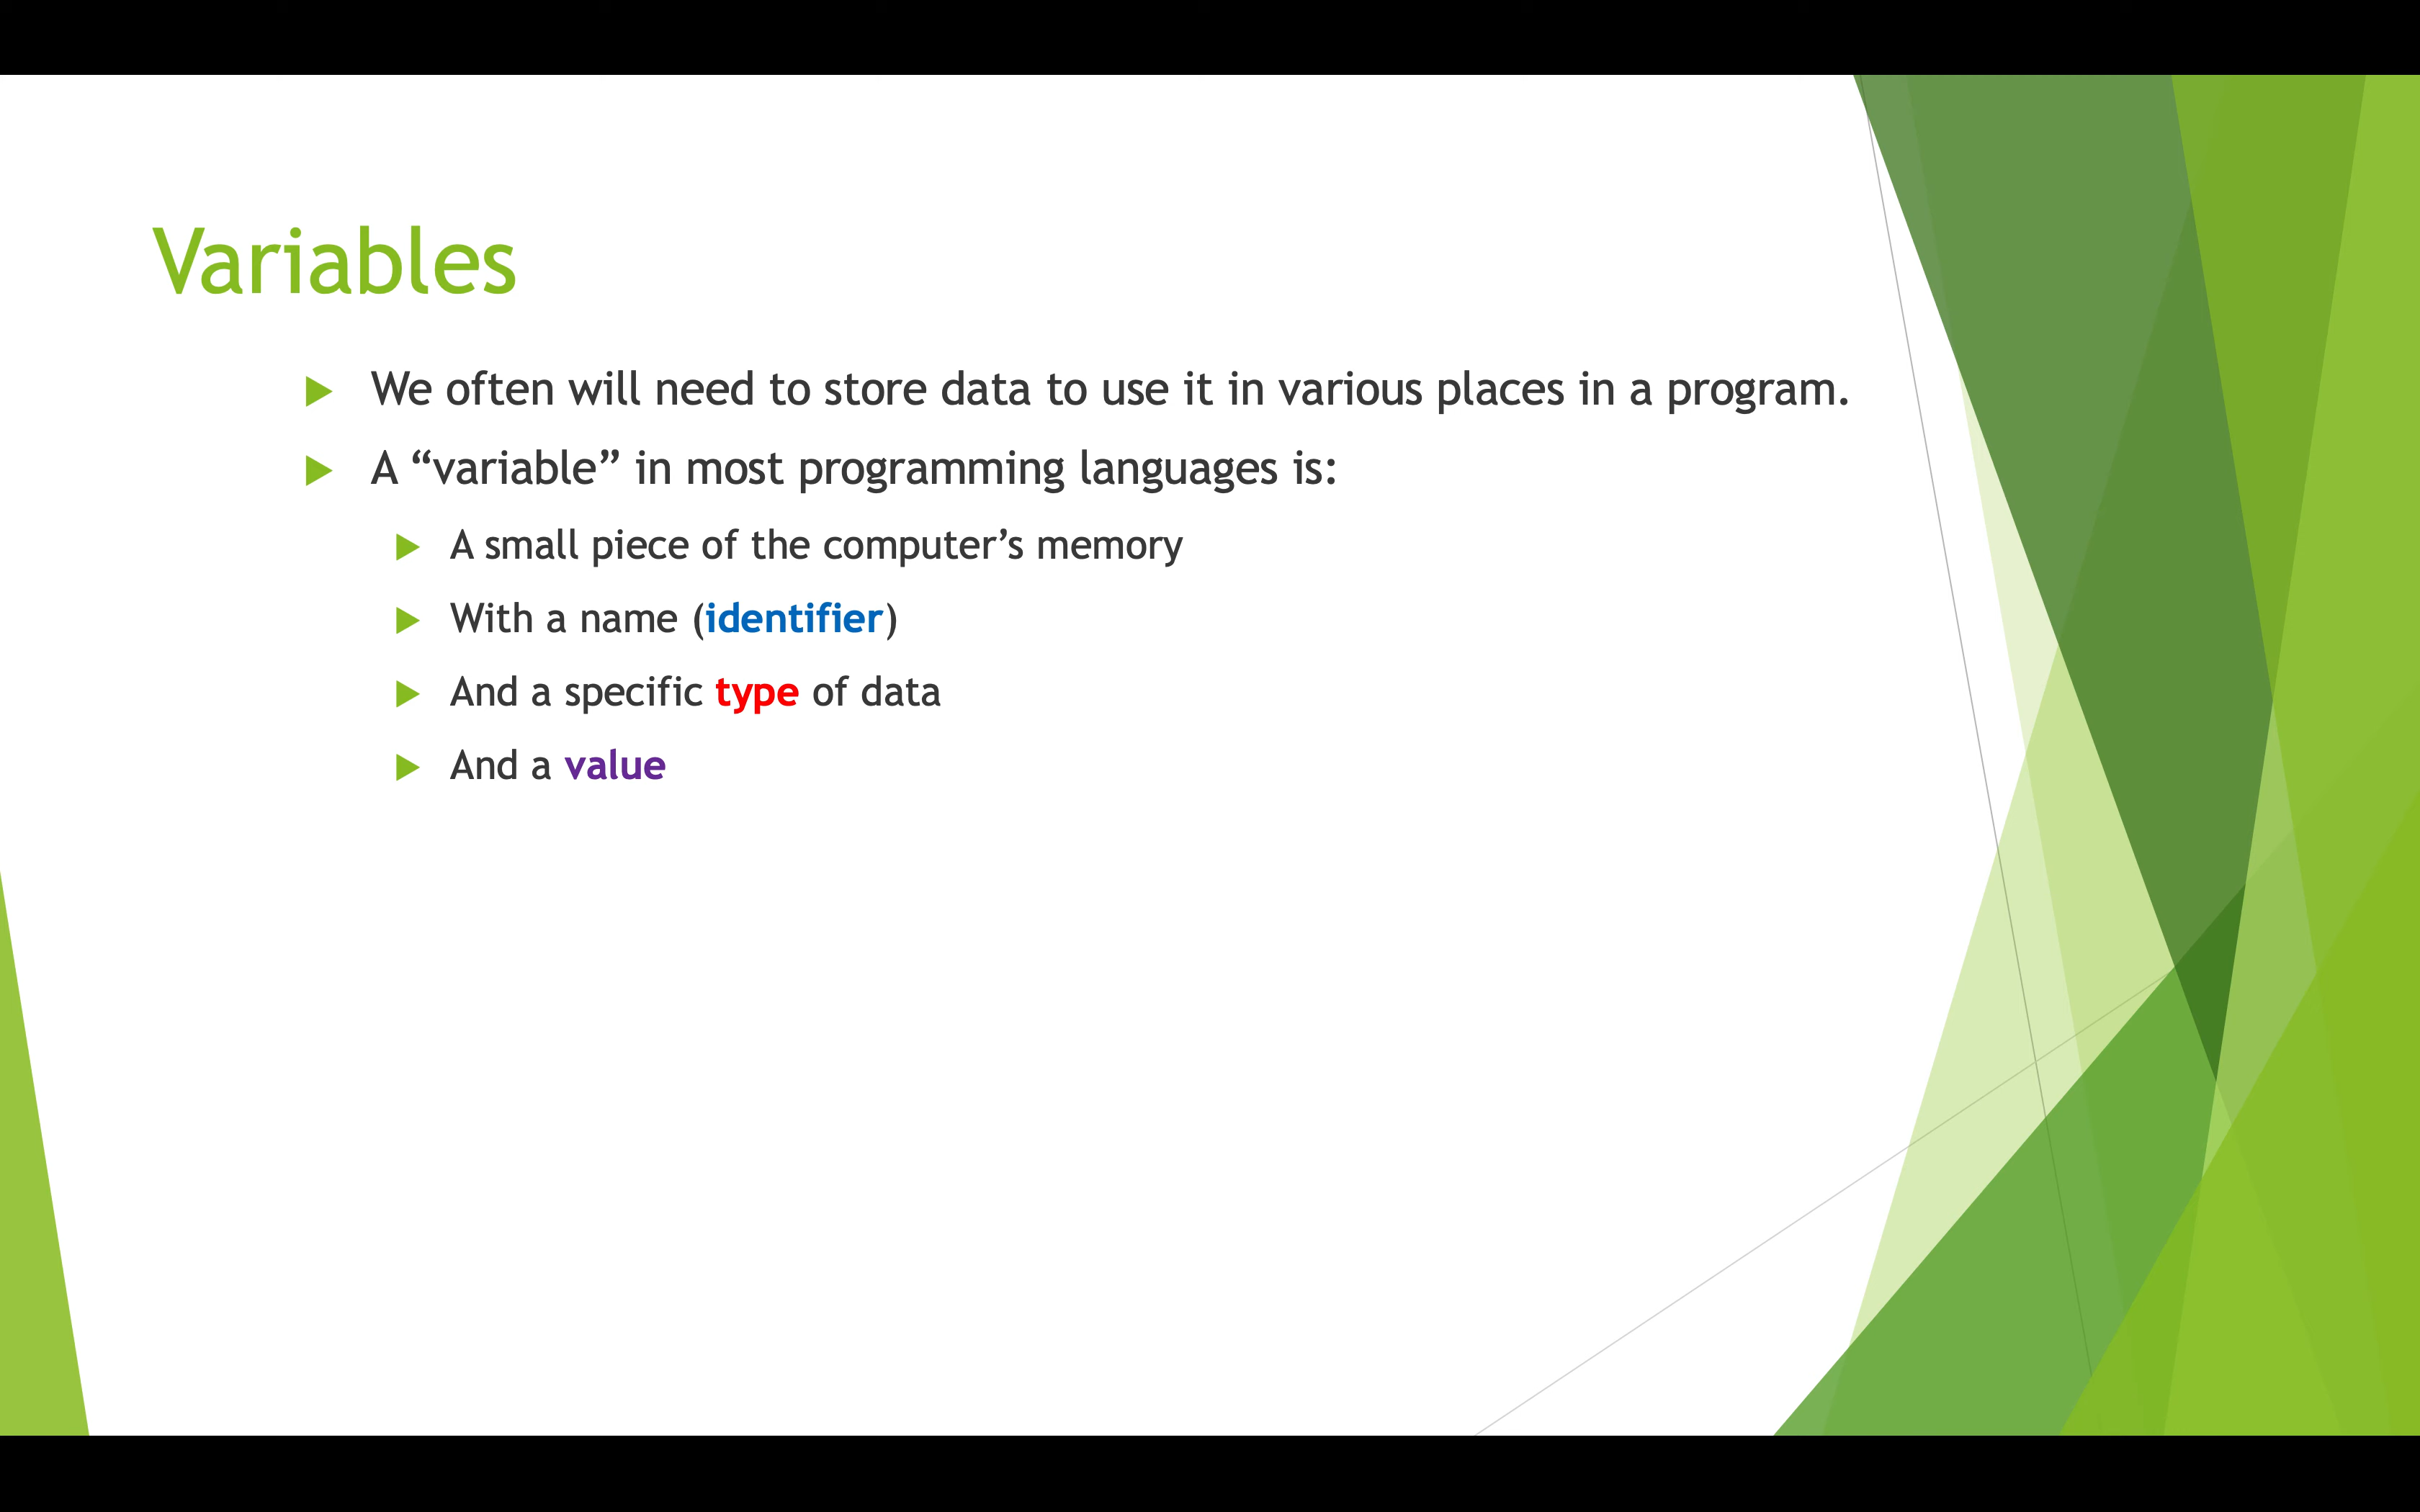 Variables
We often will need to store data to use it in various places in a program.
A “variable” in most programming languages is:
A small piece of the computer’s memory
With a name (identifier)
And a specific type of data
And a value